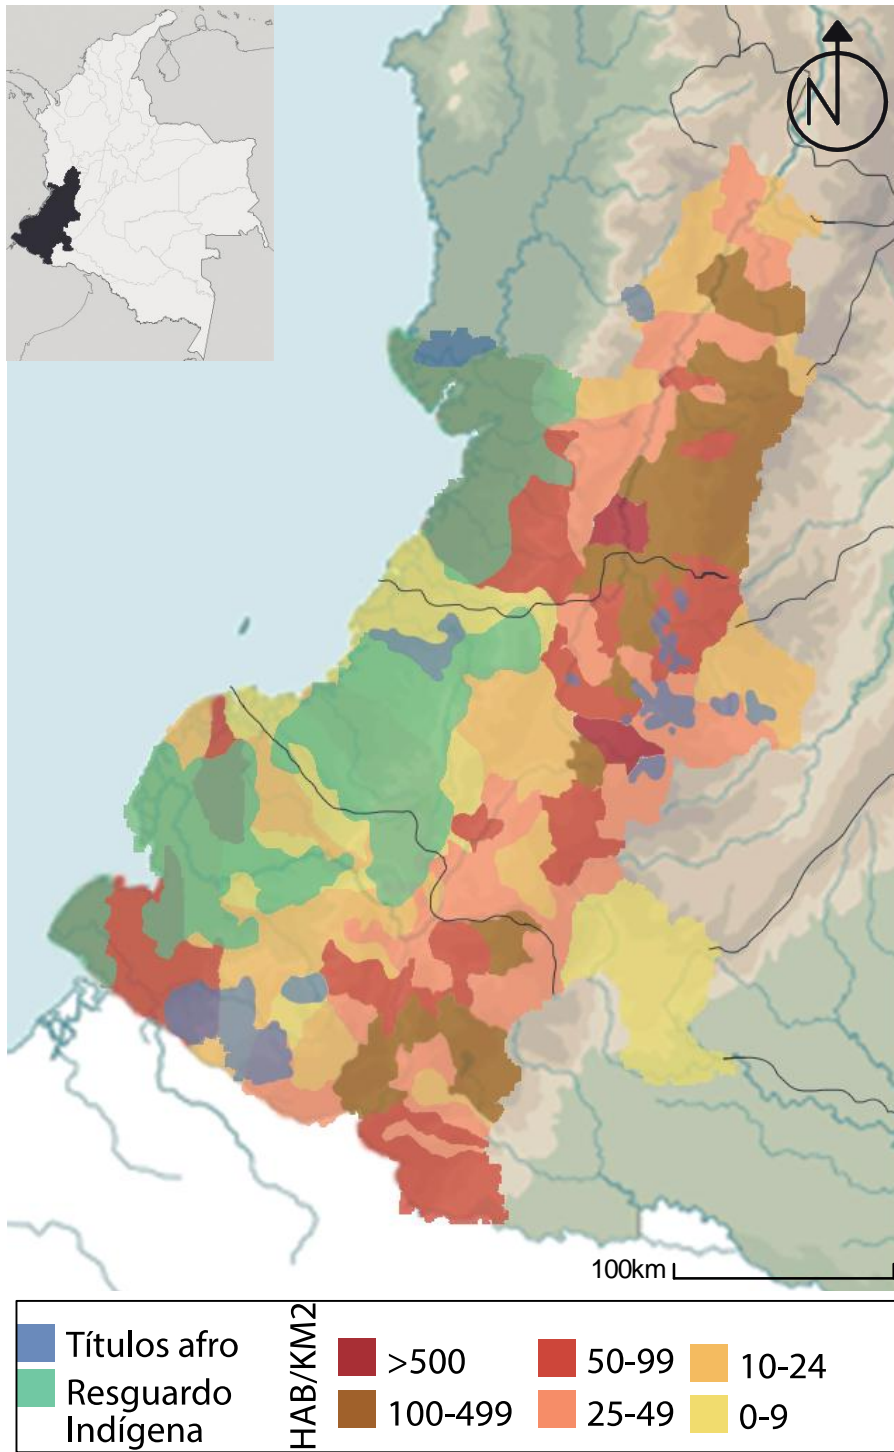 N
100km
Títulos afro
Resguardo
Indígena
HAB/KM2
>500
100-499
50-99
25-49
10-24
0-9